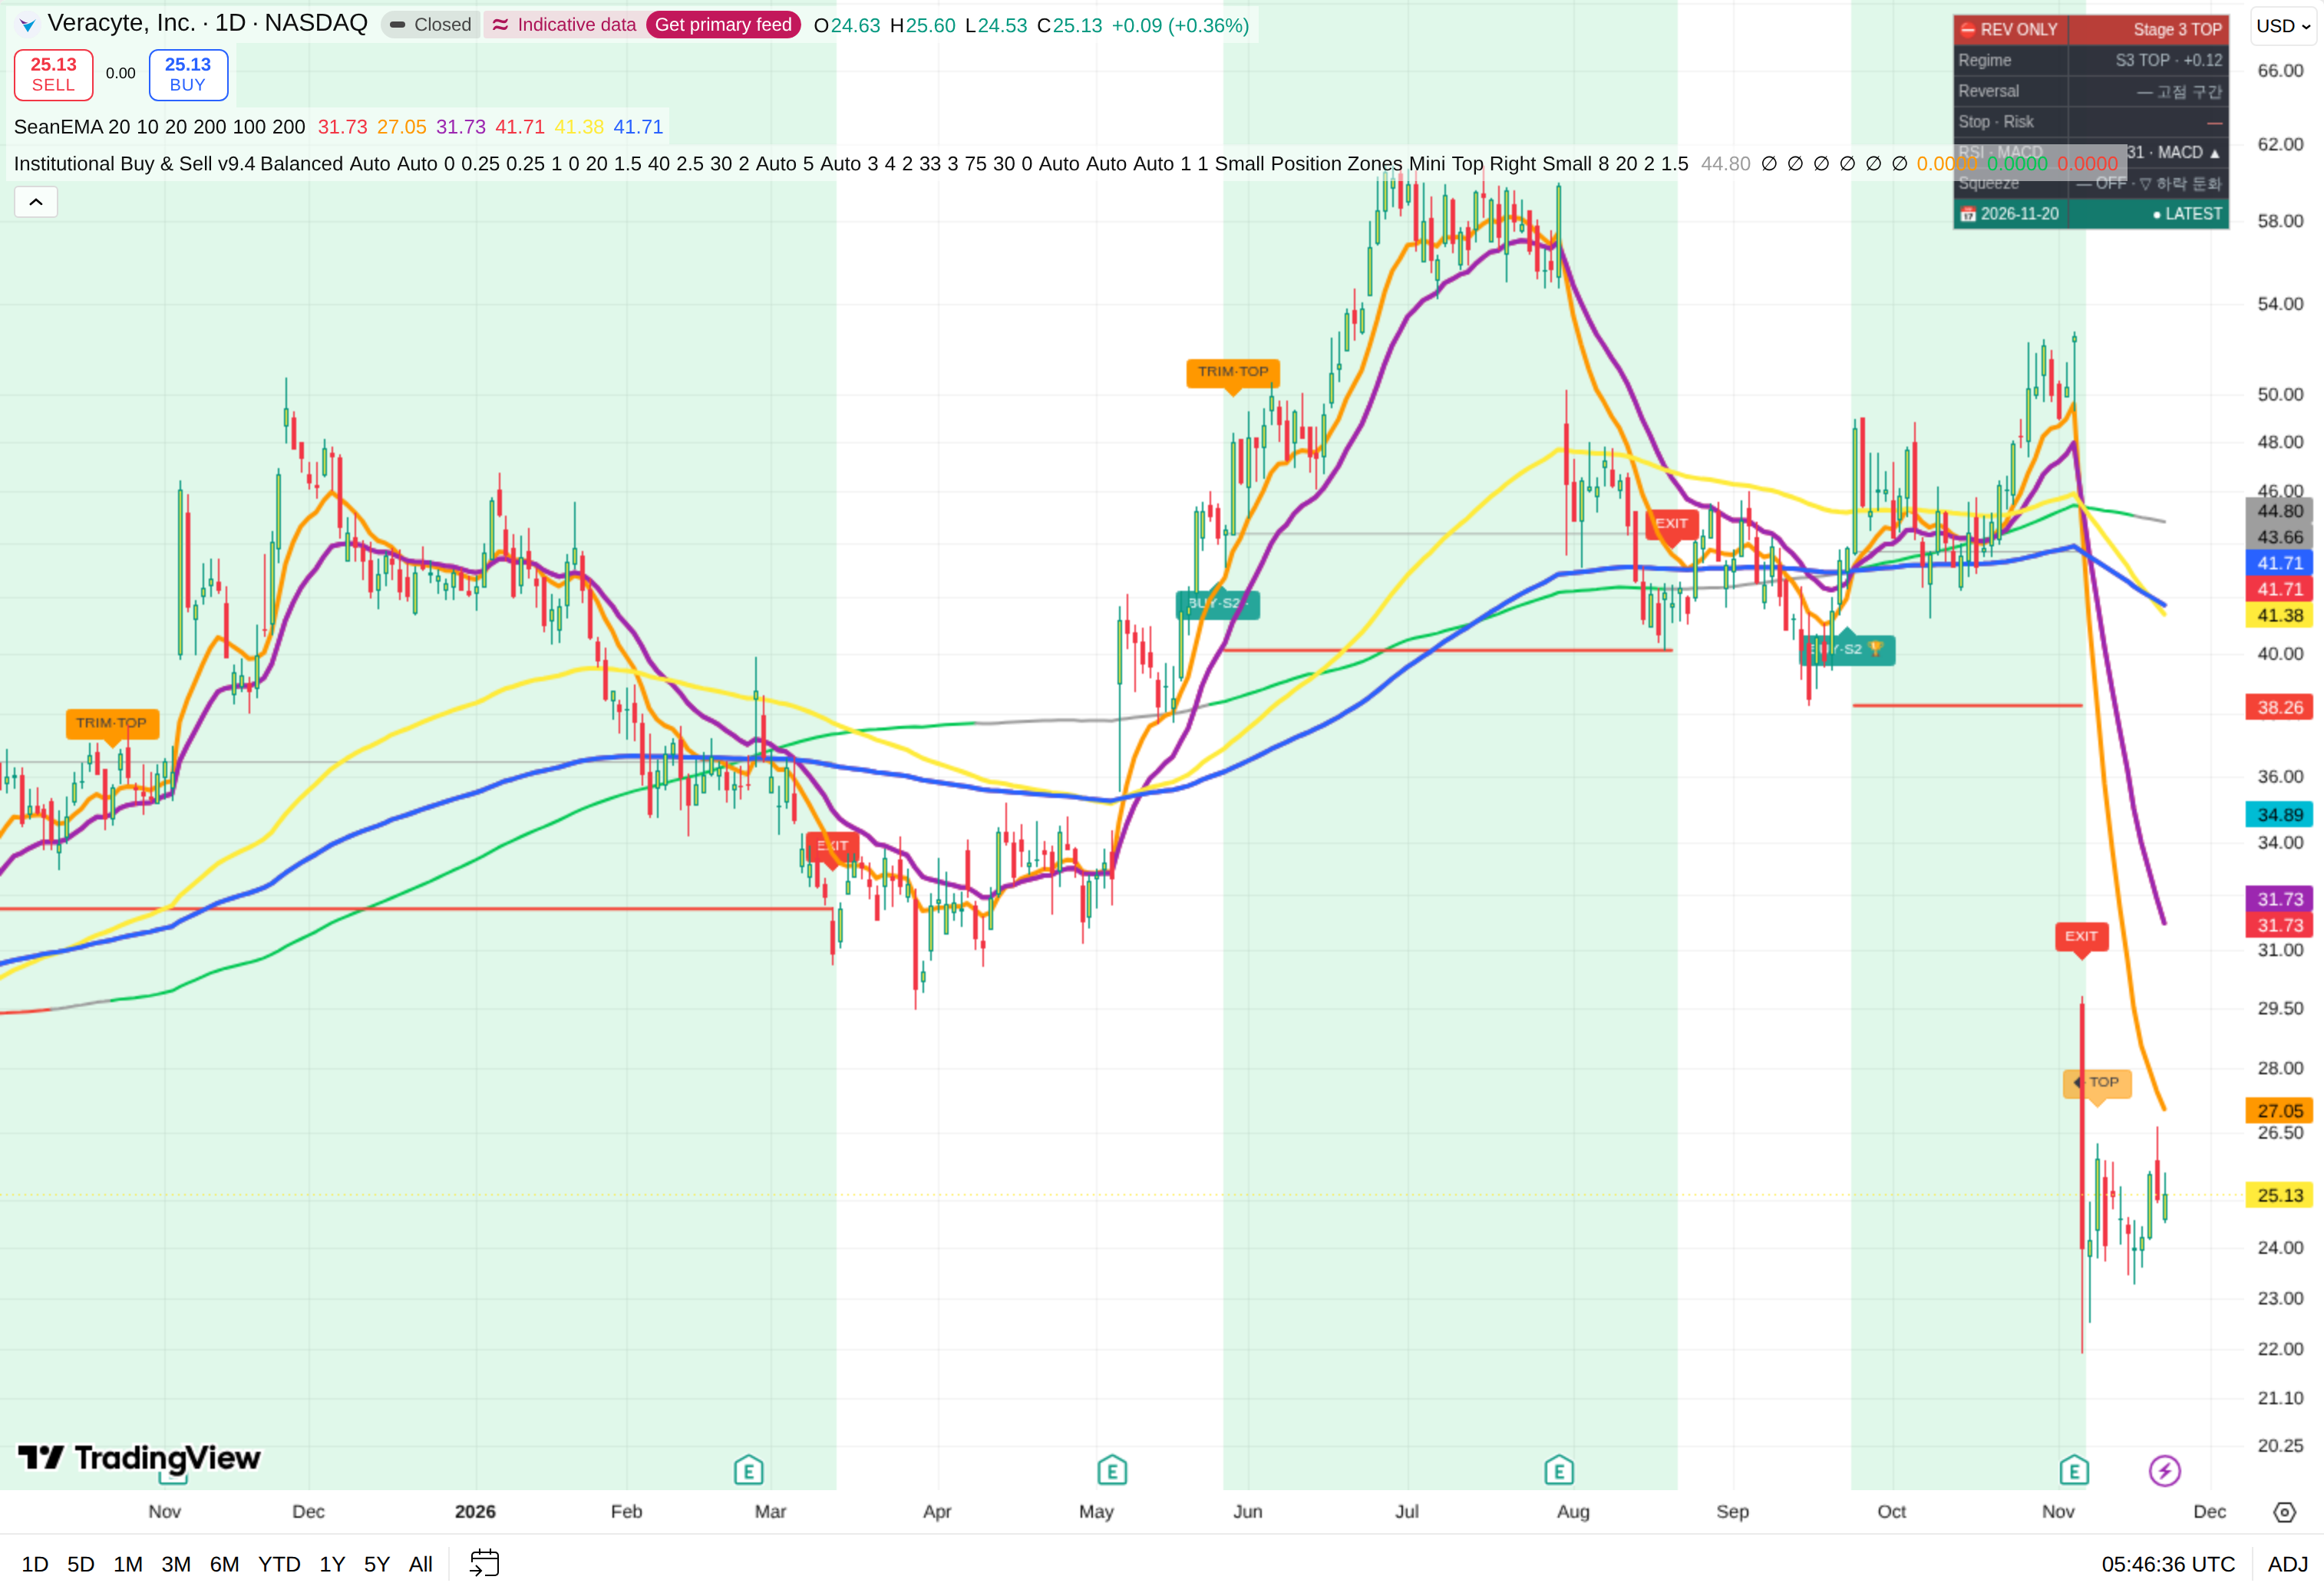 Veracyte, Inc. · 1D · NASDAQ Closed Indicative data Get primary feed O24.63 H25.60 L24.53 C25.13 +0.09 (+0.36%)
25.13 SELL 0.00 25.13 BUY
SeanEMA 20 10 20 200 100 200 31.73 27.05 31.73 41.71 41.38 41.71
Institutional Buy & Sell v9.4 Balanced Auto Auto 0 0.25 0.25 1 0 20 1.5 40 2.5 30 2 Auto 5 Auto 3 4 2 33 3 75 30 0 Auto Auto Auto 1 1 Small Position Zones Mini Top Right Small 8 20 2 1.5 44.80 ∅ ∅ ∅ ∅ ∅ ∅ 0.0000 0.0000 0.0000
REV ONLY Stage 3 TOP
Regime S3 TOP · +0.12
Reversal — 고점 구간
Stop · Risk —
RSI · MACD 31 · MACD ▲
Squeeze — OFF · ▽ 하락 둔화
2026-11-20 ● LATEST
USD
66.00
62.00
58.00
54.00
50.00
48.00
46.00
44.80
43.66
41.71
41.71
41.38
40.00
38.26
36.00
34.89
34.00
31.73
31.73
31.00
29.50
28.00
27.05
26.50
25.13
24.00
23.00
22.00
21.10
20.25
TRIM·TOP
EXIT
TRIM·TOP
BUY·S2
EXIT
BUY·S2
EXIT
TOP
TradingView
E E E E
Nov Dec 2026 Feb Mar Apr May Jun Jul Aug Sep Oct Nov Dec
1D 5D 1M 3M 6M YTD 1Y 5Y All 05:46:36 UTC ADJ